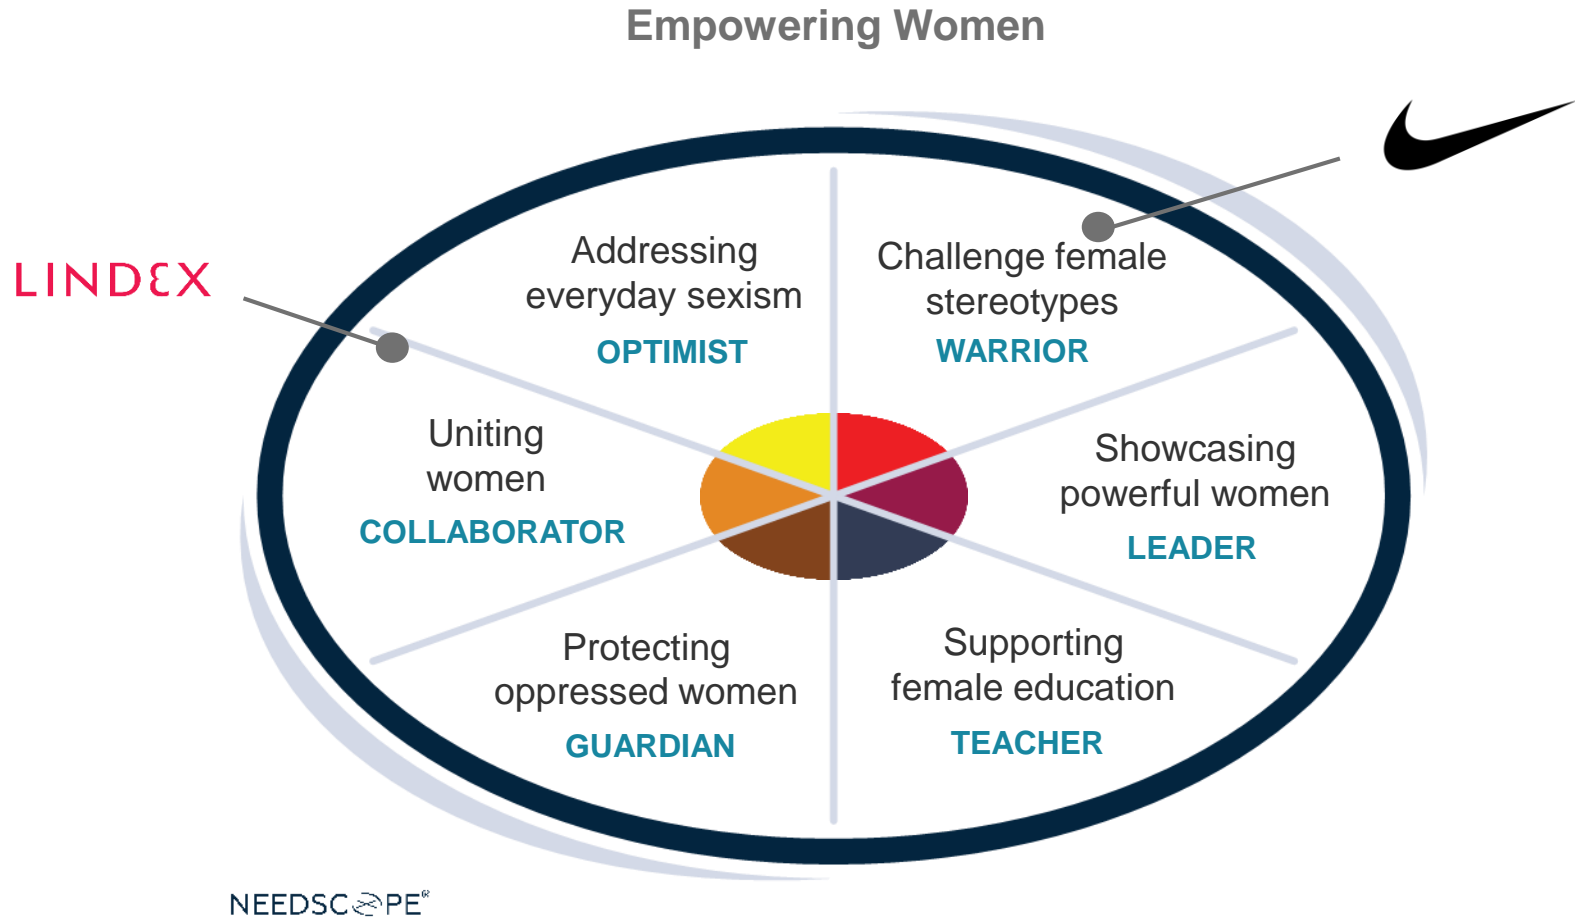 Empowering Women
LINDEX
Addressing
everyday sexism
OPTIMIST
Challenge female
stereotypes
WARRIOR
Uniting
women
COLLABORATOR
Showcasing
powerful women
LEADER
Protecting
oppressed women
GUARDIAN
Supporting
female education
TEACHER
NEEDSCOPE®